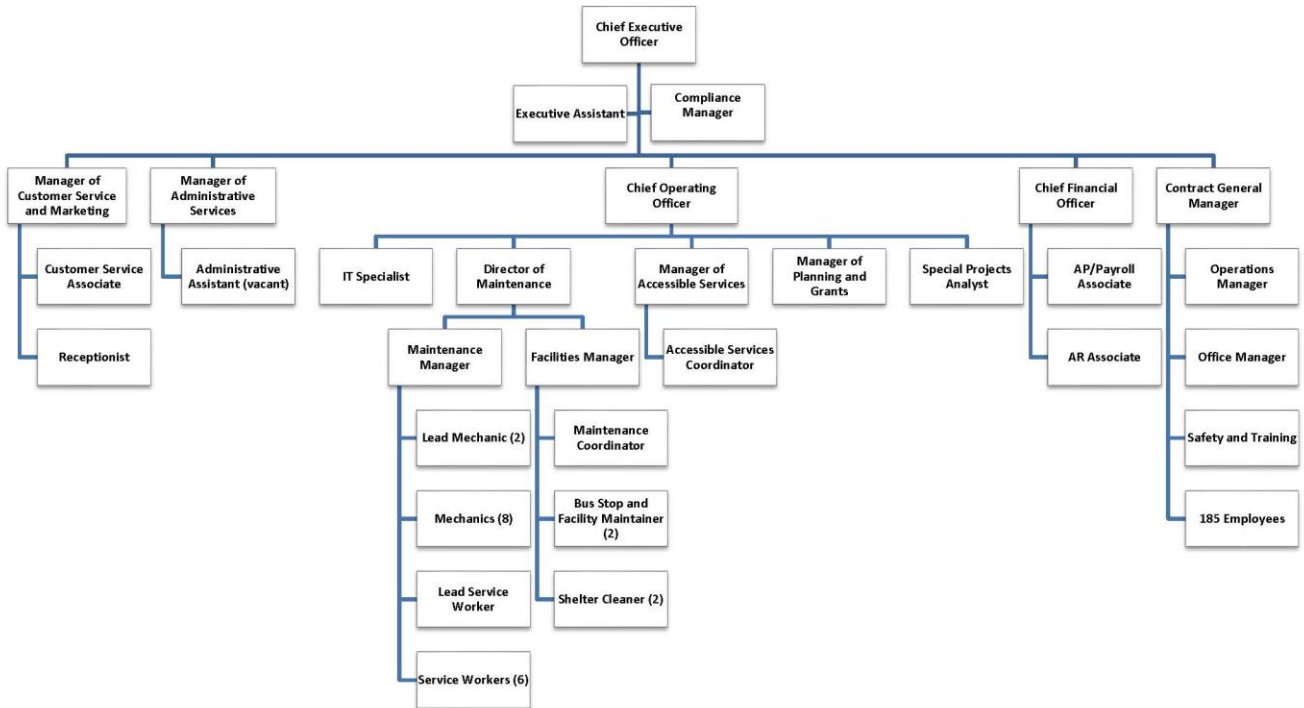 Chief Executive
Officer
Executive Assistant
Compliance
Manager
Manager of
Customer Service
and Marketing
Manager of
Administrative
Services
Chief Operating
Officer
Chief Financial
Officer
Contract General
Manager
Customer Service
Associate
Administrative
Assistant (vacant)
IT Specialist
Director of
Maintenance
Manager of
Accessible Services
Manager of
Planning and
Grants
Special Projects
Analyst
AP/Payroll
Associate
Operations
Manager
Receptionist
Maintenance
Manager
Facilities Manager
Accessible Services
Coordinator
AR Associate
Office Manager
Lead Mechanic (2)
Maintenance
Coordinator
Safety and Training
Mechanics (8)
Bus Stop and
Facility Maintainer
(2)
185 Employees
Lead Service
Worker
Shelter Cleaner (2)
Service Workers (6)